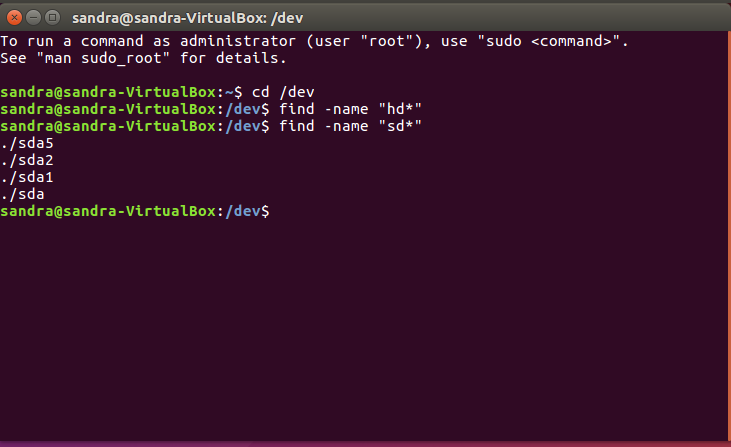 sandra@sandra-VirtualBox: /dev
To run a command as administrator (user "root"), use "sudo <command>".
See "man sudo_root" for details.
sandra@sandra-VirtualBox:~$ cd /dev
sandra@sandra-VirtualBox:/dev$ find -name "hd*"
sandra@sandra-VirtualBox:/dev$ find -name "sd*"
./sda5
./sda2
./sda1
./sda
sandra@sandra-VirtualBox:/dev$